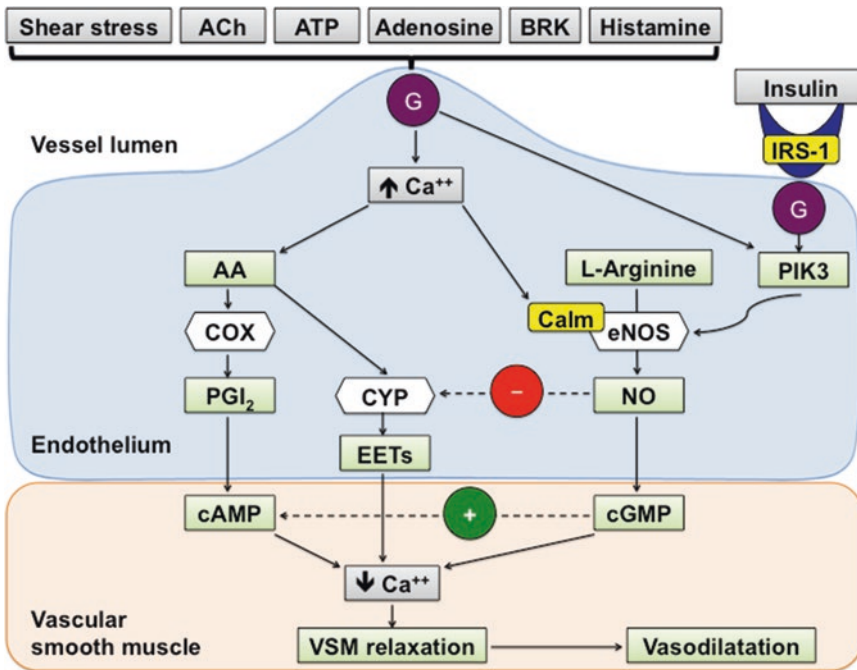 Shear stress
ACh
ATP
Adenosine
BRK
Histamine
Insulin
IRS-1
G
Vessel lumen
G
🡹 Ca⁺⁺
AA
L-Arginine
PIK3
Calm
eNOS
COX
PGI₂
CYP
–
NO
Endothelium
EETs
cAMP
+
cGMP
🡻 Ca⁺⁺
Vascular
smooth muscle
VSM relaxation
Vasodilatation